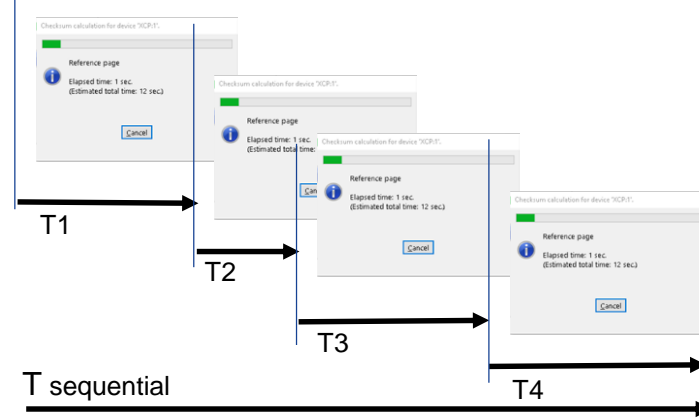 Checksum calculation for device 'XCP:1'.
Reference page
Elapsed time: 1 sec.
(Estimated total time: 12 sec.)
Cancel
Checksum calculation for device 'XCP:1'.
Reference page
Elapsed time: 1 sec.
(Estimated total time:
Can
Checksum calculation for device 'XCP:1'.
Reference page
Elapsed time: 1 sec.
(Estimated total time: 12 sec.)
Cancel
Checksum calculation for device 'XCP:1'.
Reference page
Elapsed time: 1 sec.
(Estimated total time: 12 sec.)
Cancel
T1
T2
T3
T4
T sequential